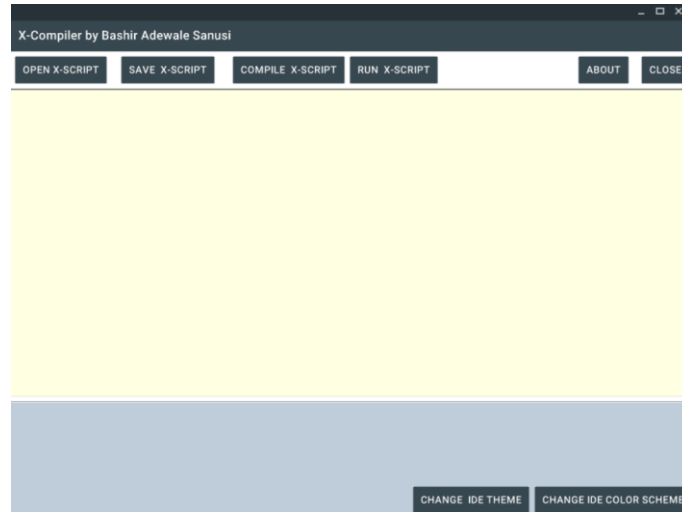 X-Compiler by Bashir Adewale Sanusi
OPEN X-SCRIPT SAVE X-SCRIPT COMPILE X-SCRIPT RUN X-SCRIPT ABOUT CLOSE
CHANGE IDE THEME CHANGE IDE COLOR SCHEME